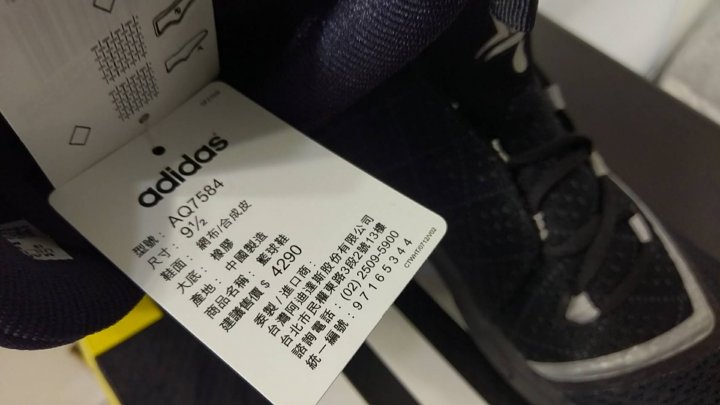 adidas
型號： AQ7584
尺寸： 9½
鞋面： 網布/合成皮
大底： 橡膠
產地： 中國製造
商品名稱： 籃球鞋
建議售價$ 4290
委製/進口商：
台灣阿迪達斯股份有限公司
台北市民權東路3段2號13樓
諮詢電話：(02) 2509-5900
統一編號：97165344